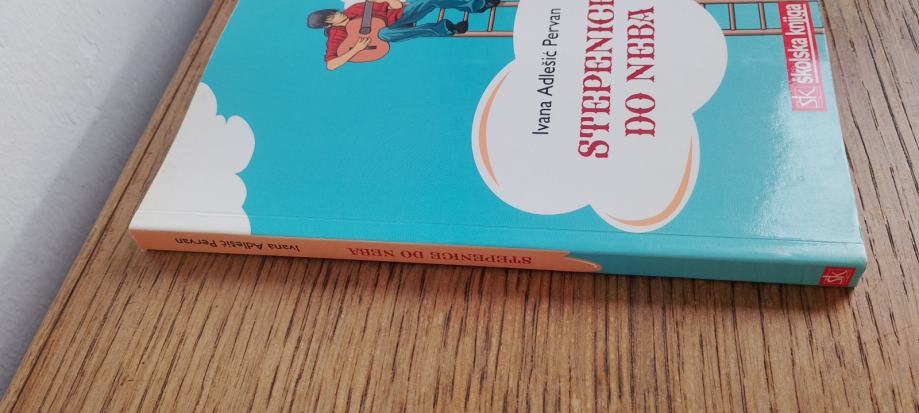 Ivana Adlešić Pervan
STEPENICE
DO NEBA
sk školska knjiga
Ivana Adlešić Pervan
STEPENICE DO NEBA
sk